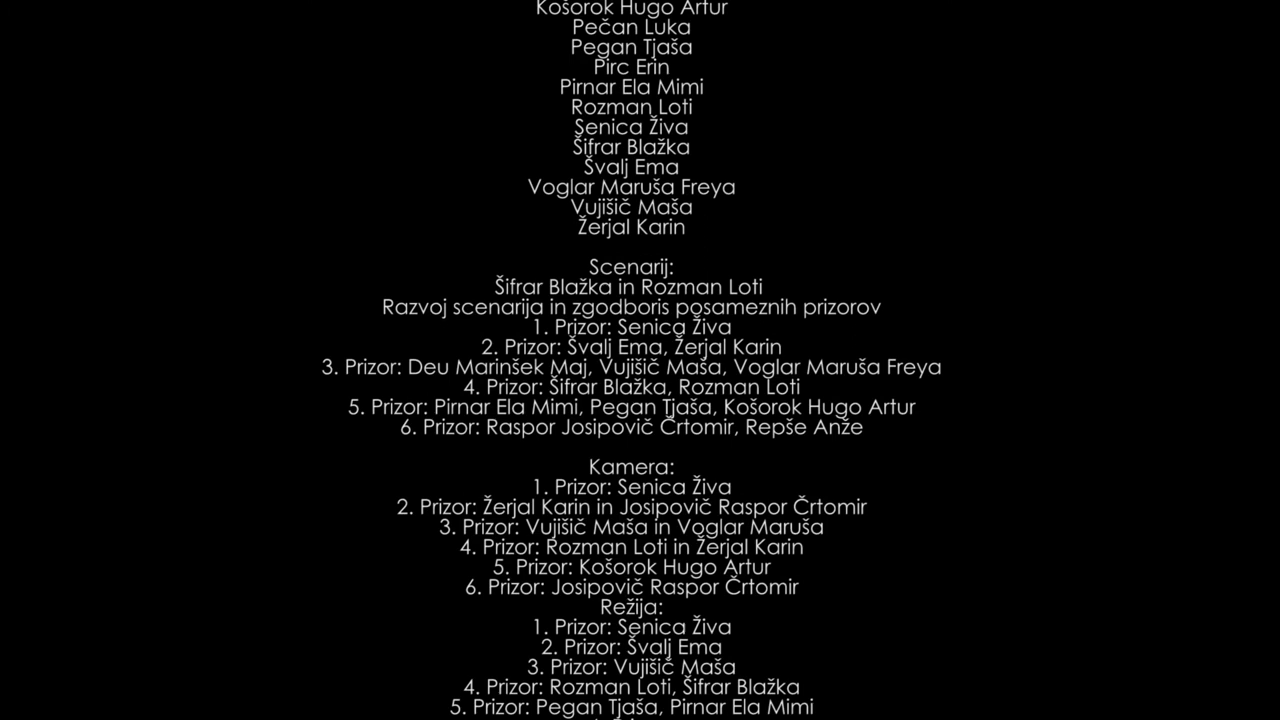 Košorok Hugo Artur
Pečan Luka
Pegan Tjaša
Pirc Erin
Pirnar Ela Mimi
Rozman Loti
Senica Živa
Šifrar Blažka
Švalj Ema
Voglar Maruša Freya
Vujišič Maša
Žerjal Karin
Scenarij:
Šifrar Blažka in Rozman Loti
Razvoj scenarija in zgodboris posameznih prizorov
1. Prizor: Senica Živa
2. Prizor: Švalj Ema, Žerjal Karin
3. Prizor: Deu Marinšek Maj, Vujišič Maša, Voglar Maruša Freya
4. Prizor: Šifrar Blažka, Rozman Loti
5. Prizor: Pirnar Ela Mimi, Pegan Tjaša, Košorok Hugo Artur
6. Prizor: Raspor Josipovič Črtomir, Repše Anže
Kamera:
1. Prizor: Senica Živa
2. Prizor: Žerjal Karin in Josipovič Raspor Črtomir
3. Prizor: Vujišič Maša in Voglar Maruša
4. Prizor: Rozman Loti in Žerjal Karin
5. Prizor: Košorok Hugo Artur
6. Prizor: Josipovič Raspor Črtomir
Režija:
1. Prizor: Senica Živa
2. Prizor: Švalj Ema
3. Prizor: Vujišič Maša
4. Prizor: Rozman Loti, Šifrar Blažka
5. Prizor: Pegan Tjaša, Pirnar Ela Mimi